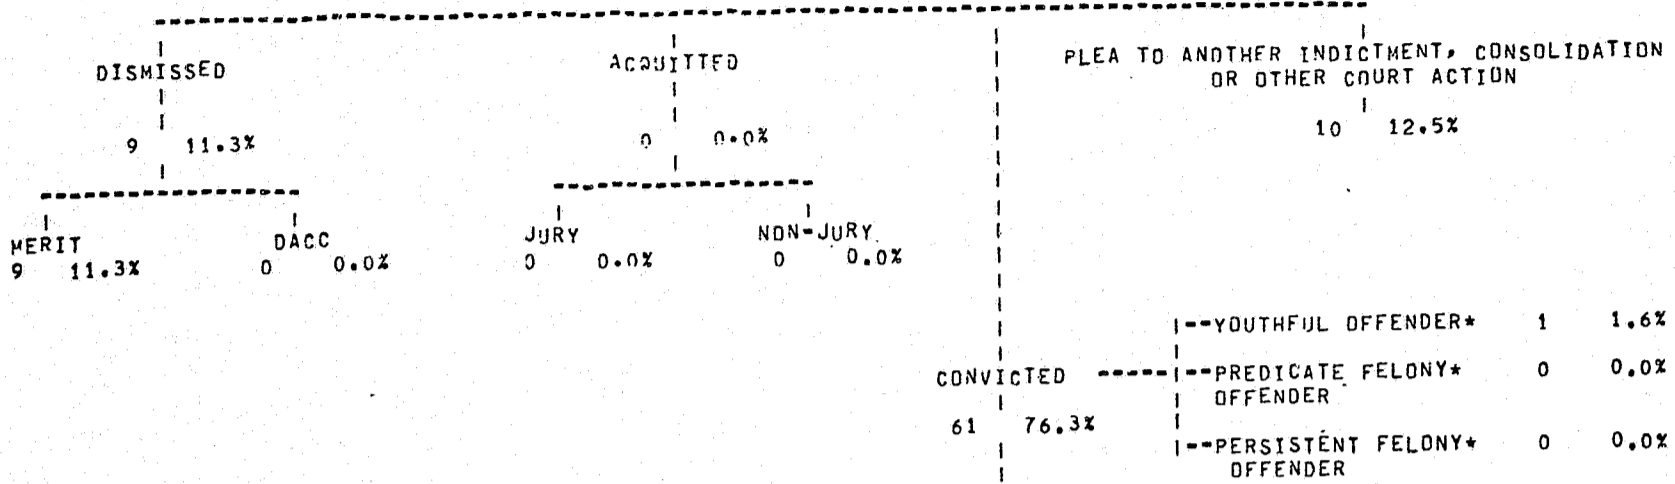 DISMISSED
9 11.3%
MERIT
9 11.3%
DACC
0 0.0%
ACQUITTED
0 0.0%
JURY
0 0.0%
NON-JURY
0 0.0%
PLEA TO ANOTHER INDICTMENT, CONSOLIDATION
OR OTHER COURT ACTION
10 12.5%
CONVICTED
61 76.3%
--YOUTHFUL OFFENDER* 1 1.6%
--PREDICATE FELONY* 0 0.0%
OFFENDER
--PERSISTENT FELONY* 0 0.0%
OFFENDER